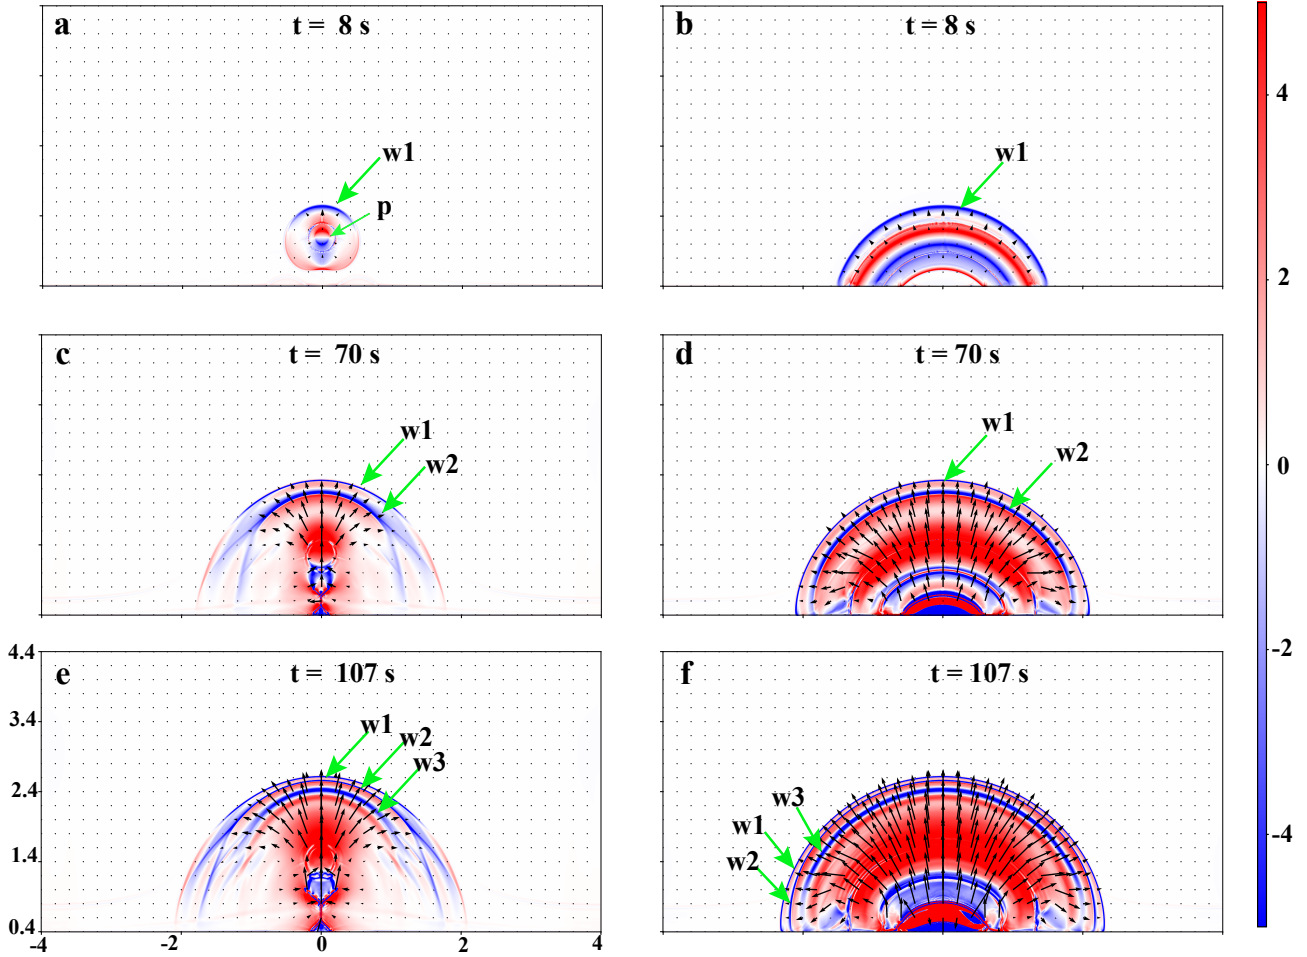 a
t = 8 s
w1
p
b
t = 8 s
w1
4
2
0
-2
-4
c
t = 70 s
w1
w2
d
t = 70 s
w1
w2
4.4
3.4
2.4
1.4
0.4
-4
-2
0
2
4
e
t = 107 s
w1
w2
w3
f
t = 107 s
w3
w1
w2